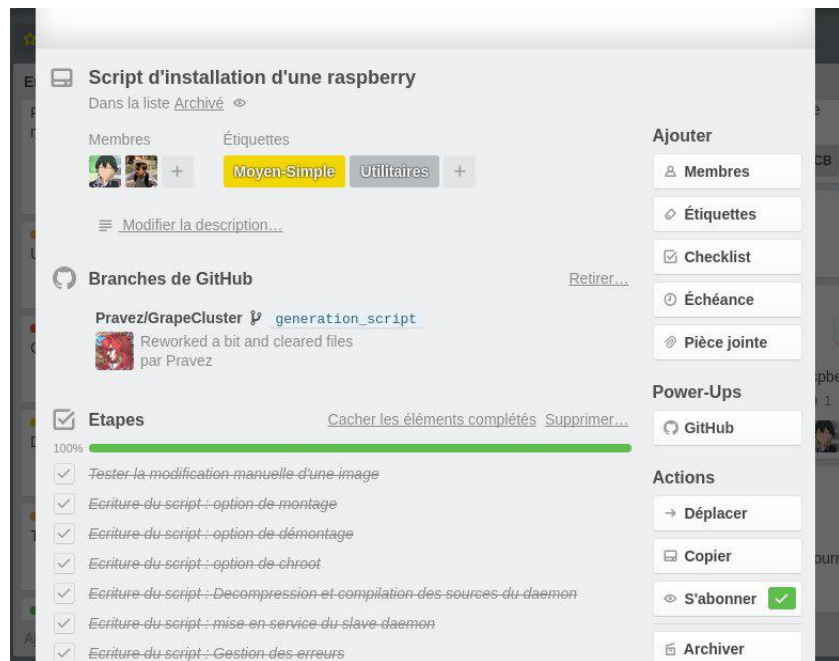 Script d'installation d'une raspberry
Dans la liste Archivé
Membres
Étiquettes
+
Moyen-Simple
Utilitaires
+
Modifier la description…
Branches de GitHub
Retirer…
Pravez/GrapeCluster generation_script
Reworked a bit and cleared files
par Pravez
Etapes
Cacher les éléments complétés Supprimer…
100%
Tester la modification manuelle d'une image
Ecriture du script : option de montage
Ecriture du script : option de démontage
Ecriture du script : option de chroot
Ecriture du script : Decompression et compilation des sources du daemon
Ecriture du script : mise en service du slave daemon
Ecriture du script : Gestion des erreurs
Ajouter
Membres
Étiquettes
Checklist
Échéance
Pièce jointe
Power-Ups
GitHub
Actions
Déplacer
Copier
S'abonner
Archiver
CB